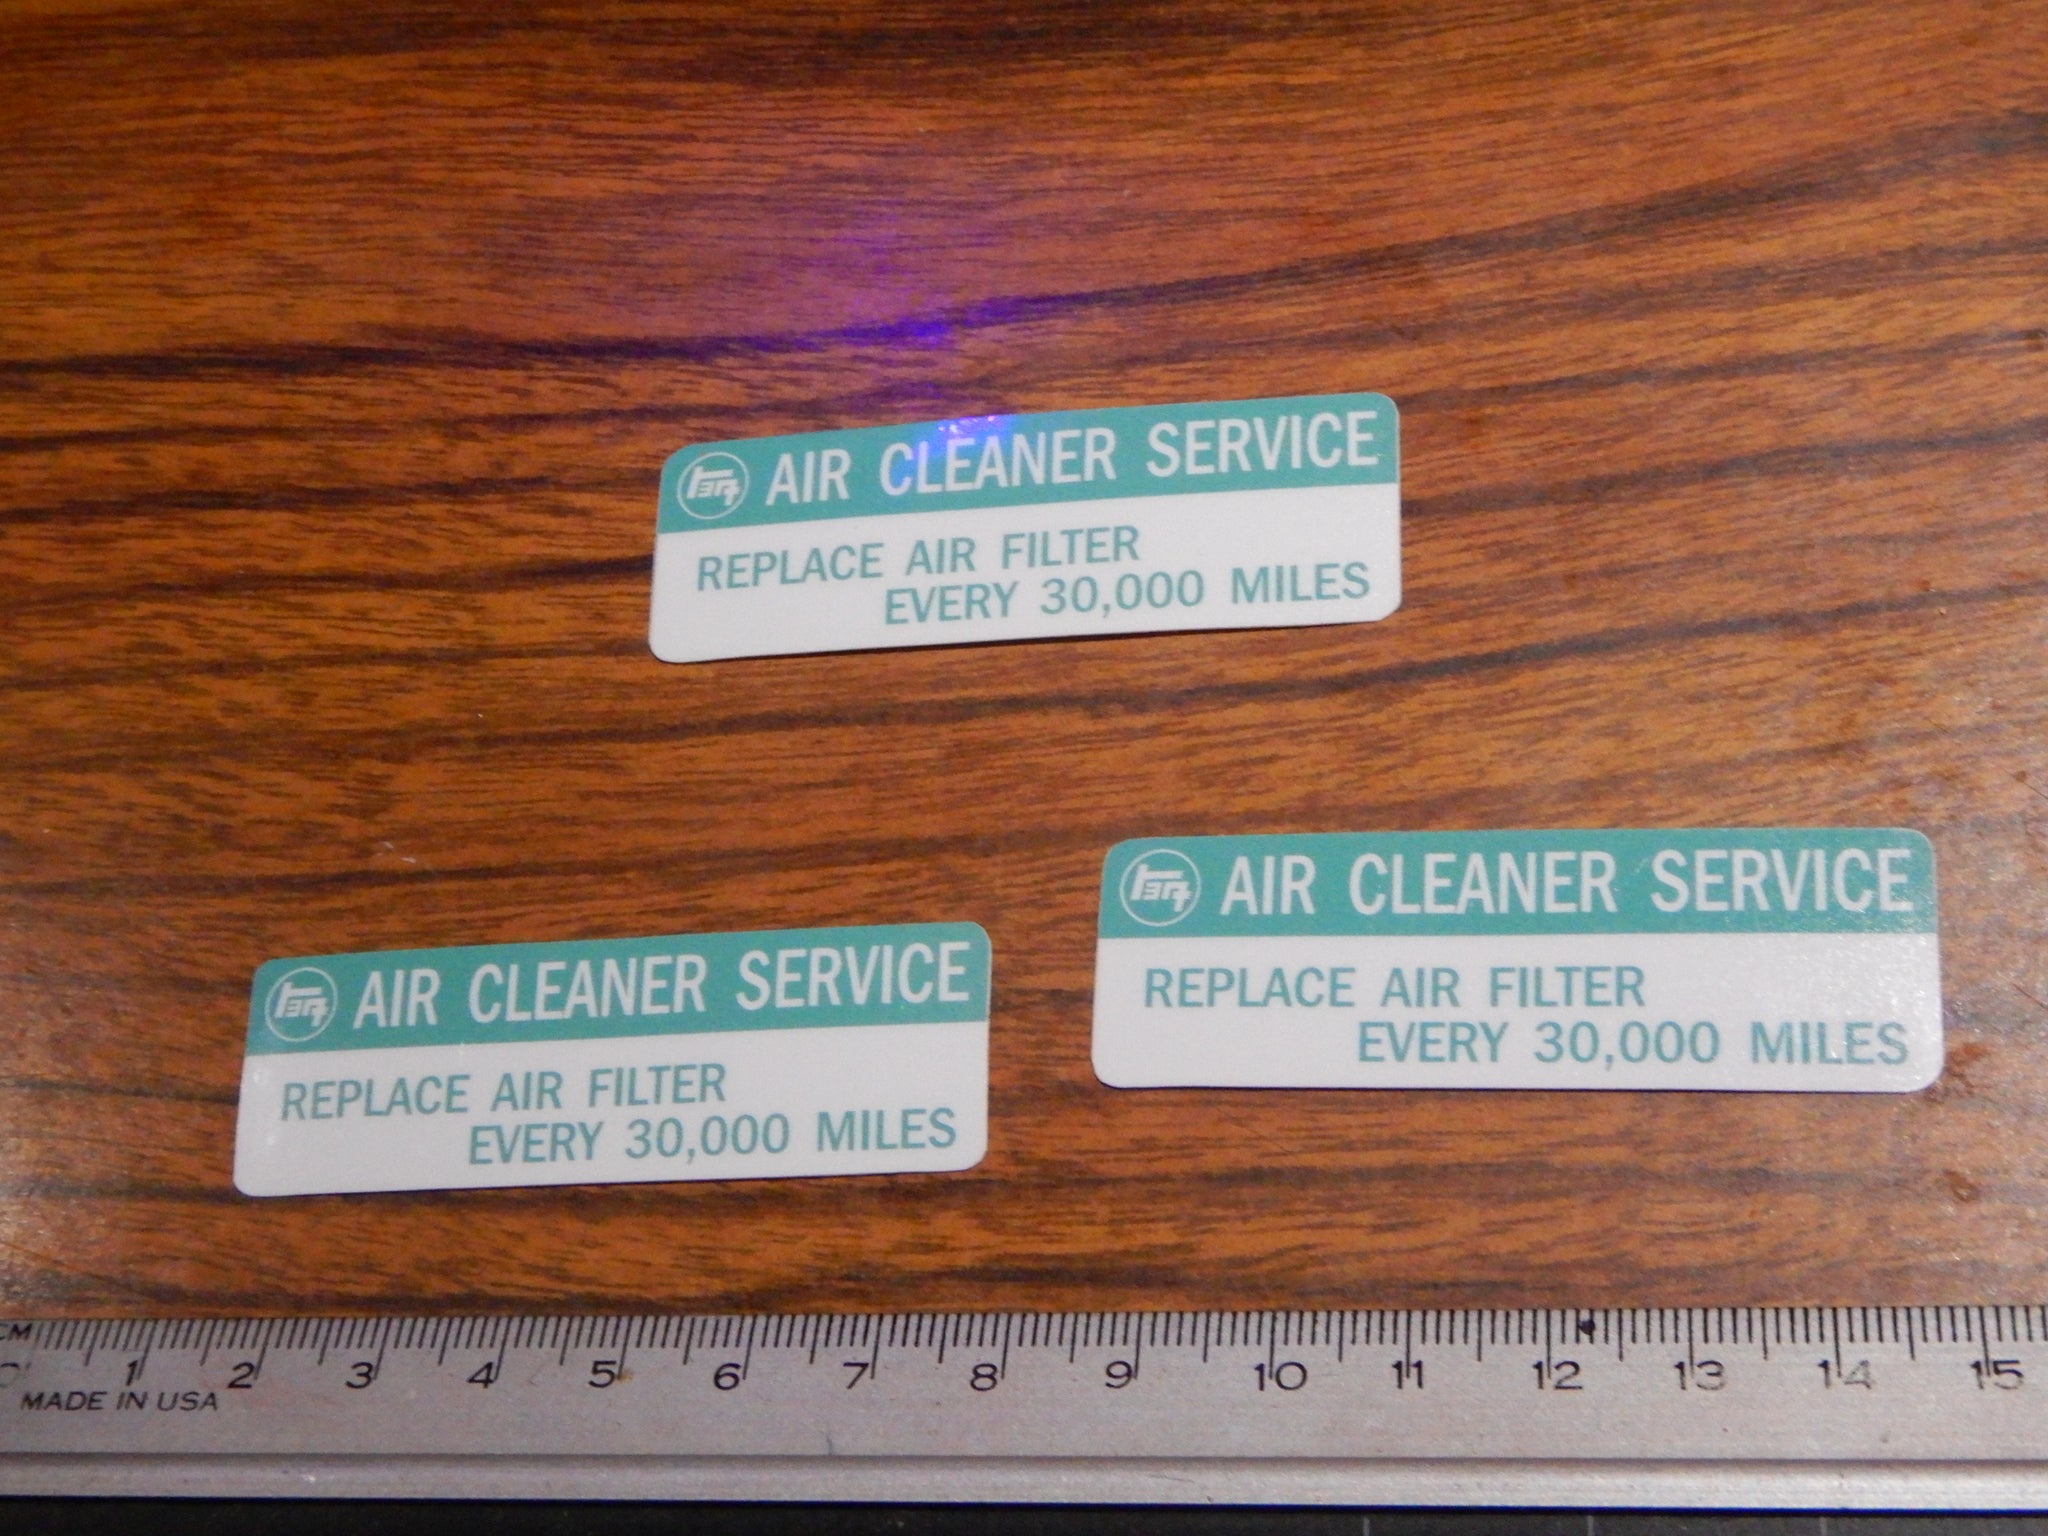 AIR CLEANER SERVICE
REPLACE AIR FILTER
EVERY 30,000 MILES
AIR CLEANER SERVICE
REPLACE AIR FILTER
EVERY 30,000 MILES
AIR CLEANER SERVICE
REPLACE AIR FILTER
EVERY 30,000 MILES
CM
1 2 3 4 5 6 7 8 9 10 11 12 13 14 15
MADE IN USA